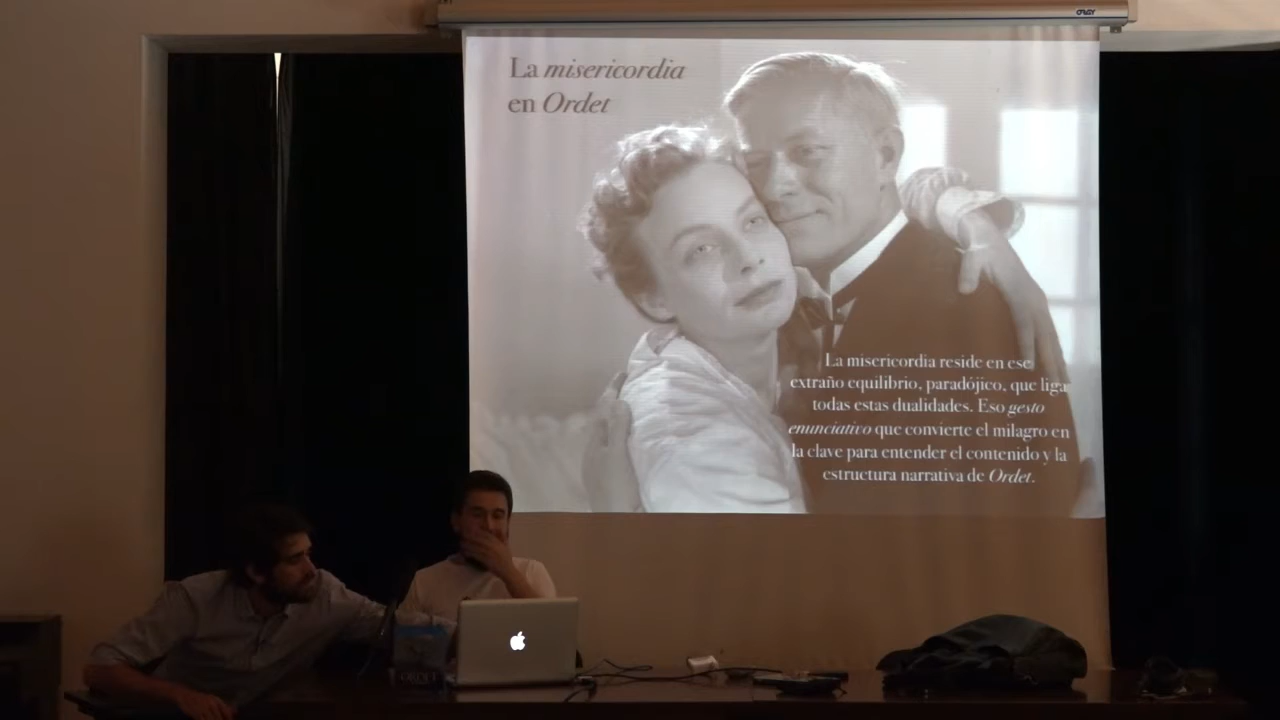 La misericordia
en Ordet
La misericordia reside en ese
extraño equilibrio, paradójico, que liga
todas estas dualidades. Eso gesto
enunciativo que convierte el milagro en
la clave para entender el contenido y la
estructura narrativa de Ordet.
ORDET